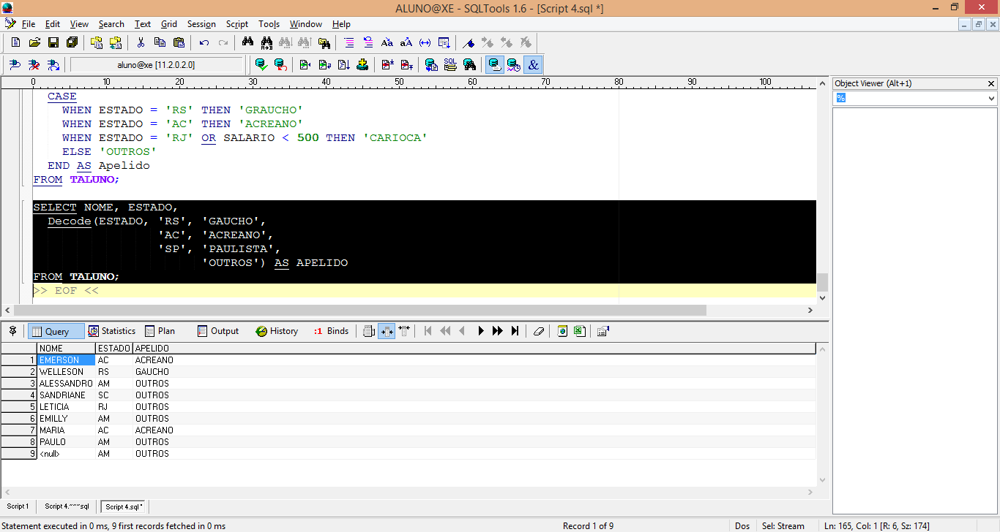 ALUNO@XE - SQLTools 1.6 - [Script 4.sql *]
File Edit View Search Text Grid Session Script Tools Window Help
aluno@xe [11.2.0.2.0]
SQL
&
0 10 20 30 40 50 60 70 80 90 100
Object Viewer (Alt+1)
%
CASE
WHEN ESTADO = 'RS' THEN 'GRAUCHO'
WHEN ESTADO = 'AC' THEN 'ACREANO'
WHEN ESTADO = 'RJ' OR SALARIO < 500 THEN 'CARIOCA'
ELSE 'OUTROS'
END AS Apelido
FROM TALUNO;
SELECT NOME, ESTADO,
Decode(ESTADO, 'RS', 'GAUCHO',
'AC', 'ACREANO',
'SP', 'PAULISTA',
'OUTROS') AS APELIDO
FROM TALUNO;
>> EOF <<
Query Statistics Plan Output History :1 Binds
NOME ESTADO APELIDO
1 EMERSON AC ACREANO
2 WELLESON RS GAUCHO
3 ALESSANDRO AM OUTROS
4 SANDRIANE SC OUTROS
5 LETICIA RJ OUTROS
6 EMILLY AM OUTROS
7 MARIA AC ACREANO
8 PAULO AM OUTROS
9 <null> AM OUTROS
Script 1 Script 4.~~~sql Script 4.sql *
Statement executed in 0 ms, 9 first records fetched in 0 ms Record 1 of 9 Dos Sel: Stream Ln: 165, Col: 1 [R: 6, Sz: 174]